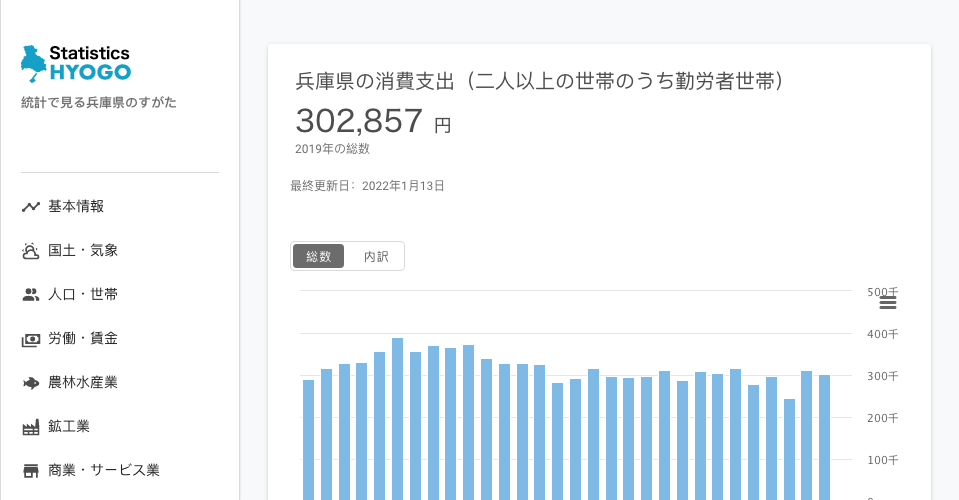 Statistics
HYOGO
統計で見る兵庫県のすがた
基本情報
国土・気象
人口・世帯
労働・賃金
農林水産業
鉱工業
商業・サービス業
兵庫県の消費支出（二人以上の世帯のうち勤労者世帯）
302,857 円
2019年の総数
最終更新日： 2022年1月13日
総数 内訳
500千
400千
300千
200千
100千